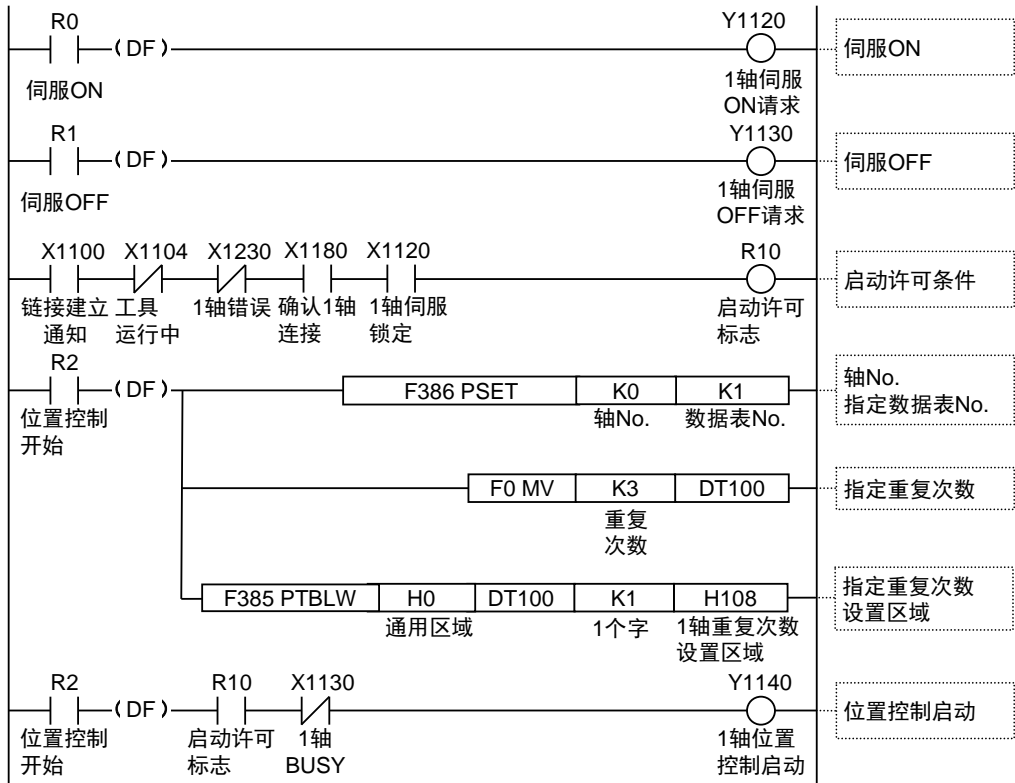 R0
Y1120
( DF )
伺服ON
伺服ON
1轴伺服
ON请求
R1
Y1130
( DF )
伺服OFF
伺服OFF
1轴伺服
OFF请求
X1100 X1104 X1230 X1180 X1120
R10
启动许可条件
链接建立
通知
工具
运行中
1轴错误
确认1轴
连接
1轴伺服
锁定
启动许可
标志
R2
( DF )
F386 PSET K0 K1
轴No.
指定数据表No.
位置控制
开始
轴No. 数据表No.
F0 MV K3 DT100
指定重复次数
重复
次数
F385 PTBLW H0 DT100 K1 H108
指定重复次数
设置区域
通用区域
1个字
1轴重复次数
设置区域
R2
R10 X1130
Y1140
( DF )
位置控制启动
位置控制
开始
启动许可
标志
1轴
BUSY
1轴位置
控制启动